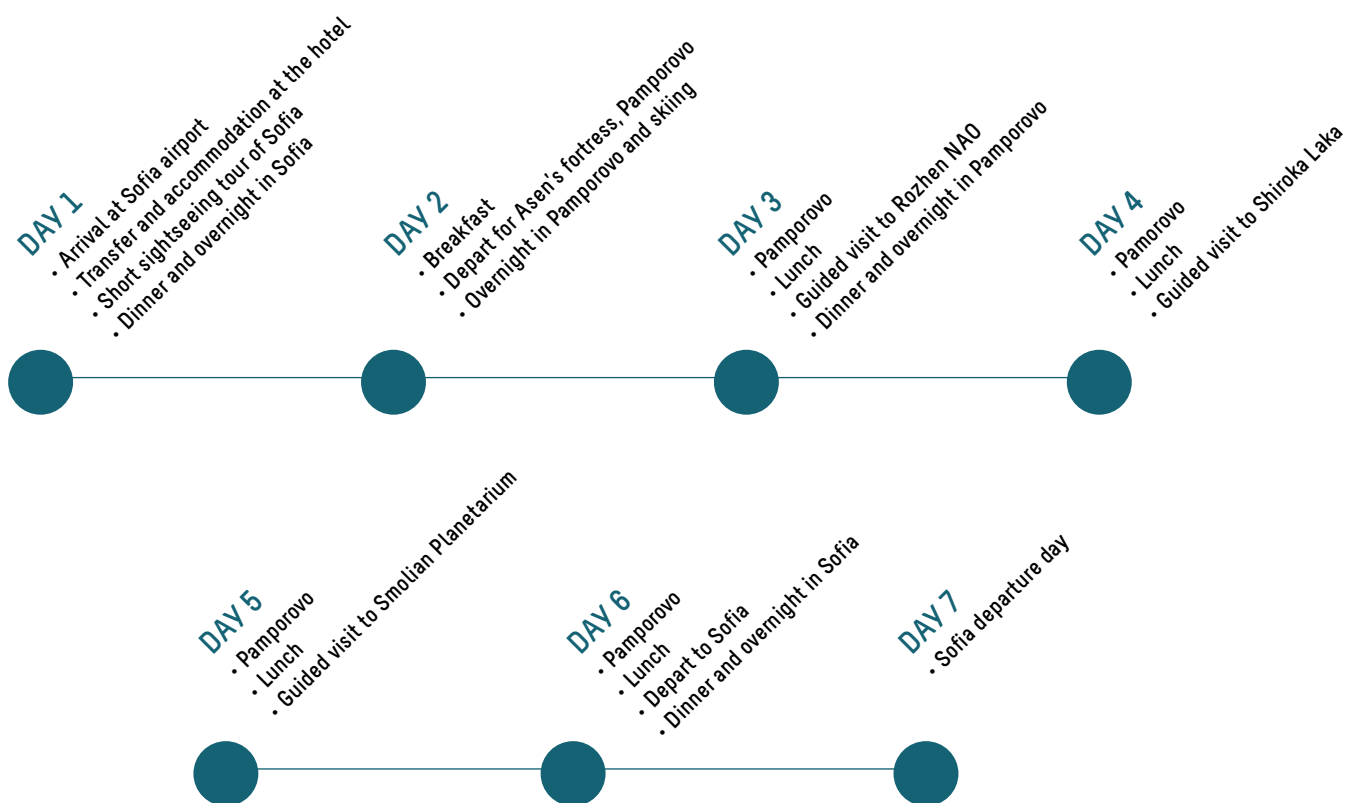 DAY 1
· Arrival at Sofia airport
· Transfer and accommodation at the hotel
· Short sightseeing tour of Sofia
· Dinner and overnight in Sofia
DAY 2
· Breakfast
· Depart for Asen's fortress, Pamporovo
· Overnight in Pamporovo and skiing
DAY 3
· Pamporovo
· Lunch
· Guided visit to Rozhen NAO
· Dinner and overnight in Pamporovo
DAY 4
· Pamorovo
· Lunch
· Guided visit to Shiroka Laka
DAY 5
· Pamporovo
· Lunch
· Guided visit to Smolian Planetarium
DAY 6
· Pamporovo
· Lunch
· Depart to Sofia
· Dinner and overnight in Sofia
DAY 7
· Sofia departure day